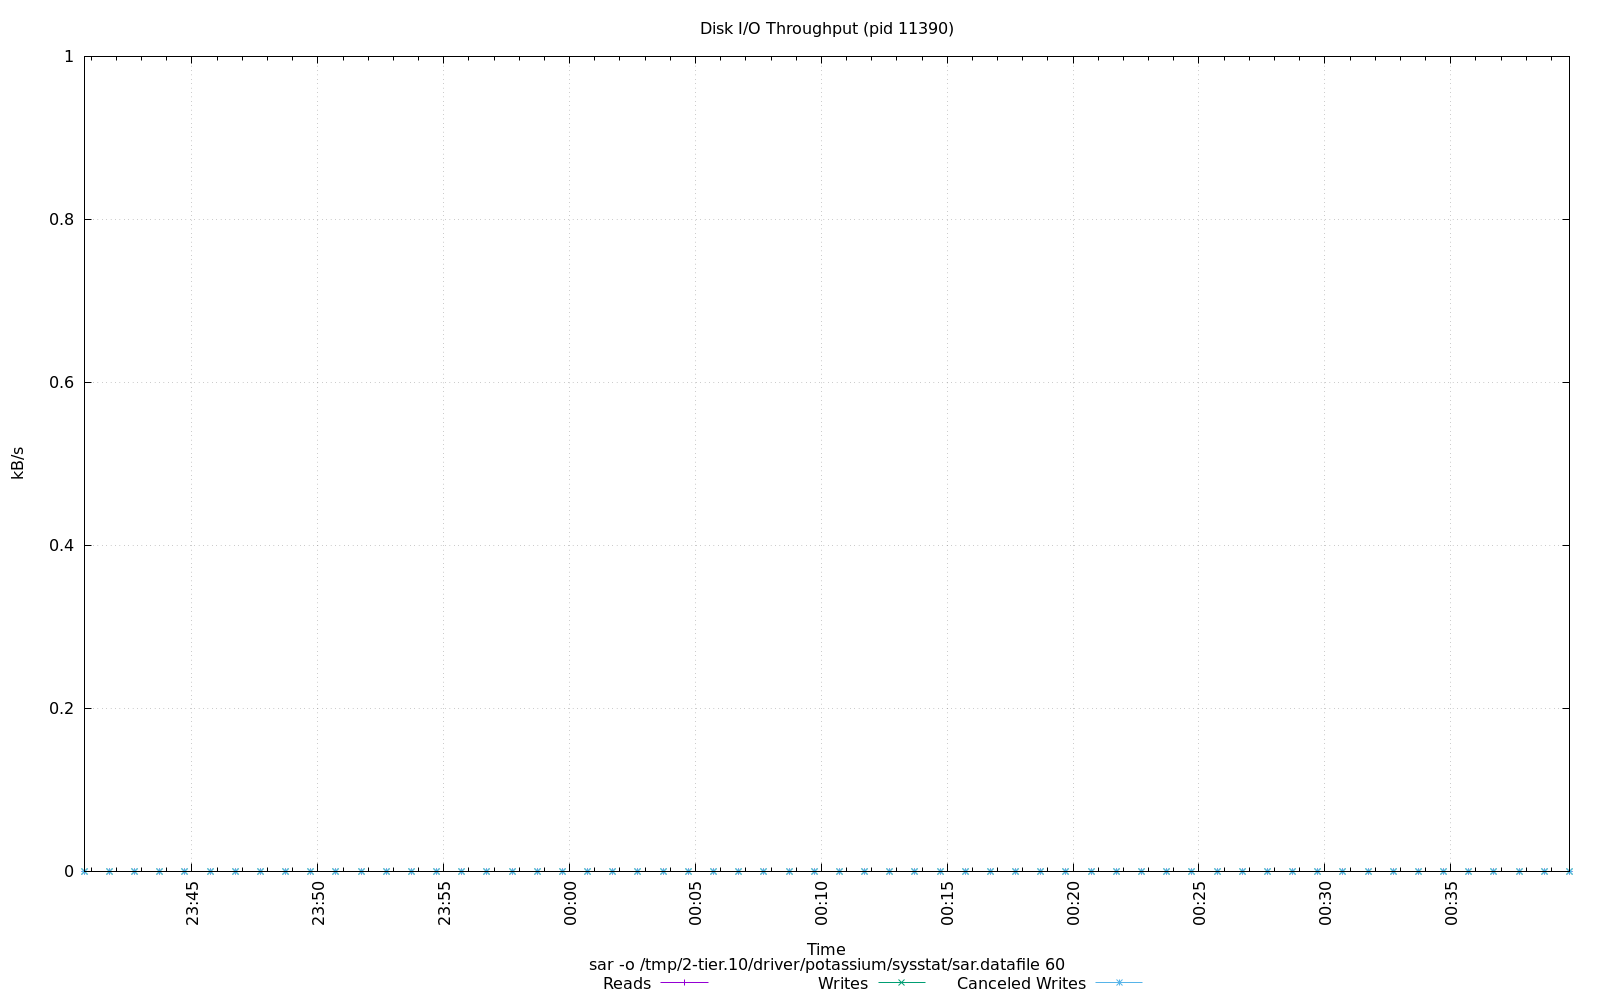 Disk I/O Throughput (pid 11390)
1
0.8
0.6
0.4
0.2
0
kB/s
23:45 23:50 23:55 00:00 00:05 00:10 00:15 00:20 00:25 00:30 00:35
Time
sar -o /tmp/2-tier.10/driver/potassium/sysstat/sar.datafile 60
Reads Writes Canceled Writes